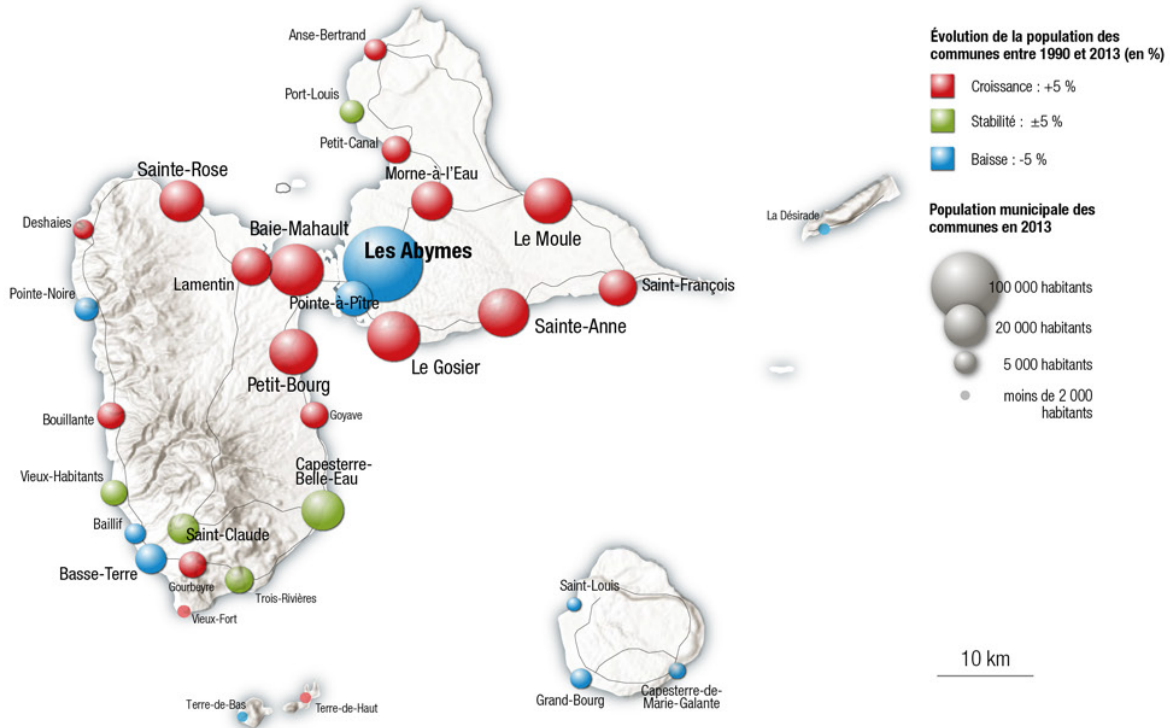 Anse-Bertrand
Port-Louis
Petit-Canal
Morne-à-l'Eau
Sainte-Rose
Deshaies
Baie-Mahault
Les Abymes
Le Moule
La Désirade
Lamentin
Pointe-Noire
Pointe-à-Pître
Saint-François
Sainte-Anne
Le Gosier
Petit-Bourg
Bouillante
Goyave
Capesterre-
Belle-Eau
Vieux-Habitants
Baillif
Saint-Claude
Basse-Terre
Gourbeyre
Trois-Rivières
Vieux-Fort
Terre-de-Bas
Terre-de-Haut
Saint-Louis
Grand-Bourg
Capesterre-de-
Marie-Galante
Évolution de la population des
communes entre 1990 et 2013 (en %)
Croissance : +5 %
Stabilité : ±5 %
Baisse : -5 %
Population municipale des
communes en 2013
100 000 habitants
20 000 habitants
5 000 habitants
moins de 2 000
habitants
10 km